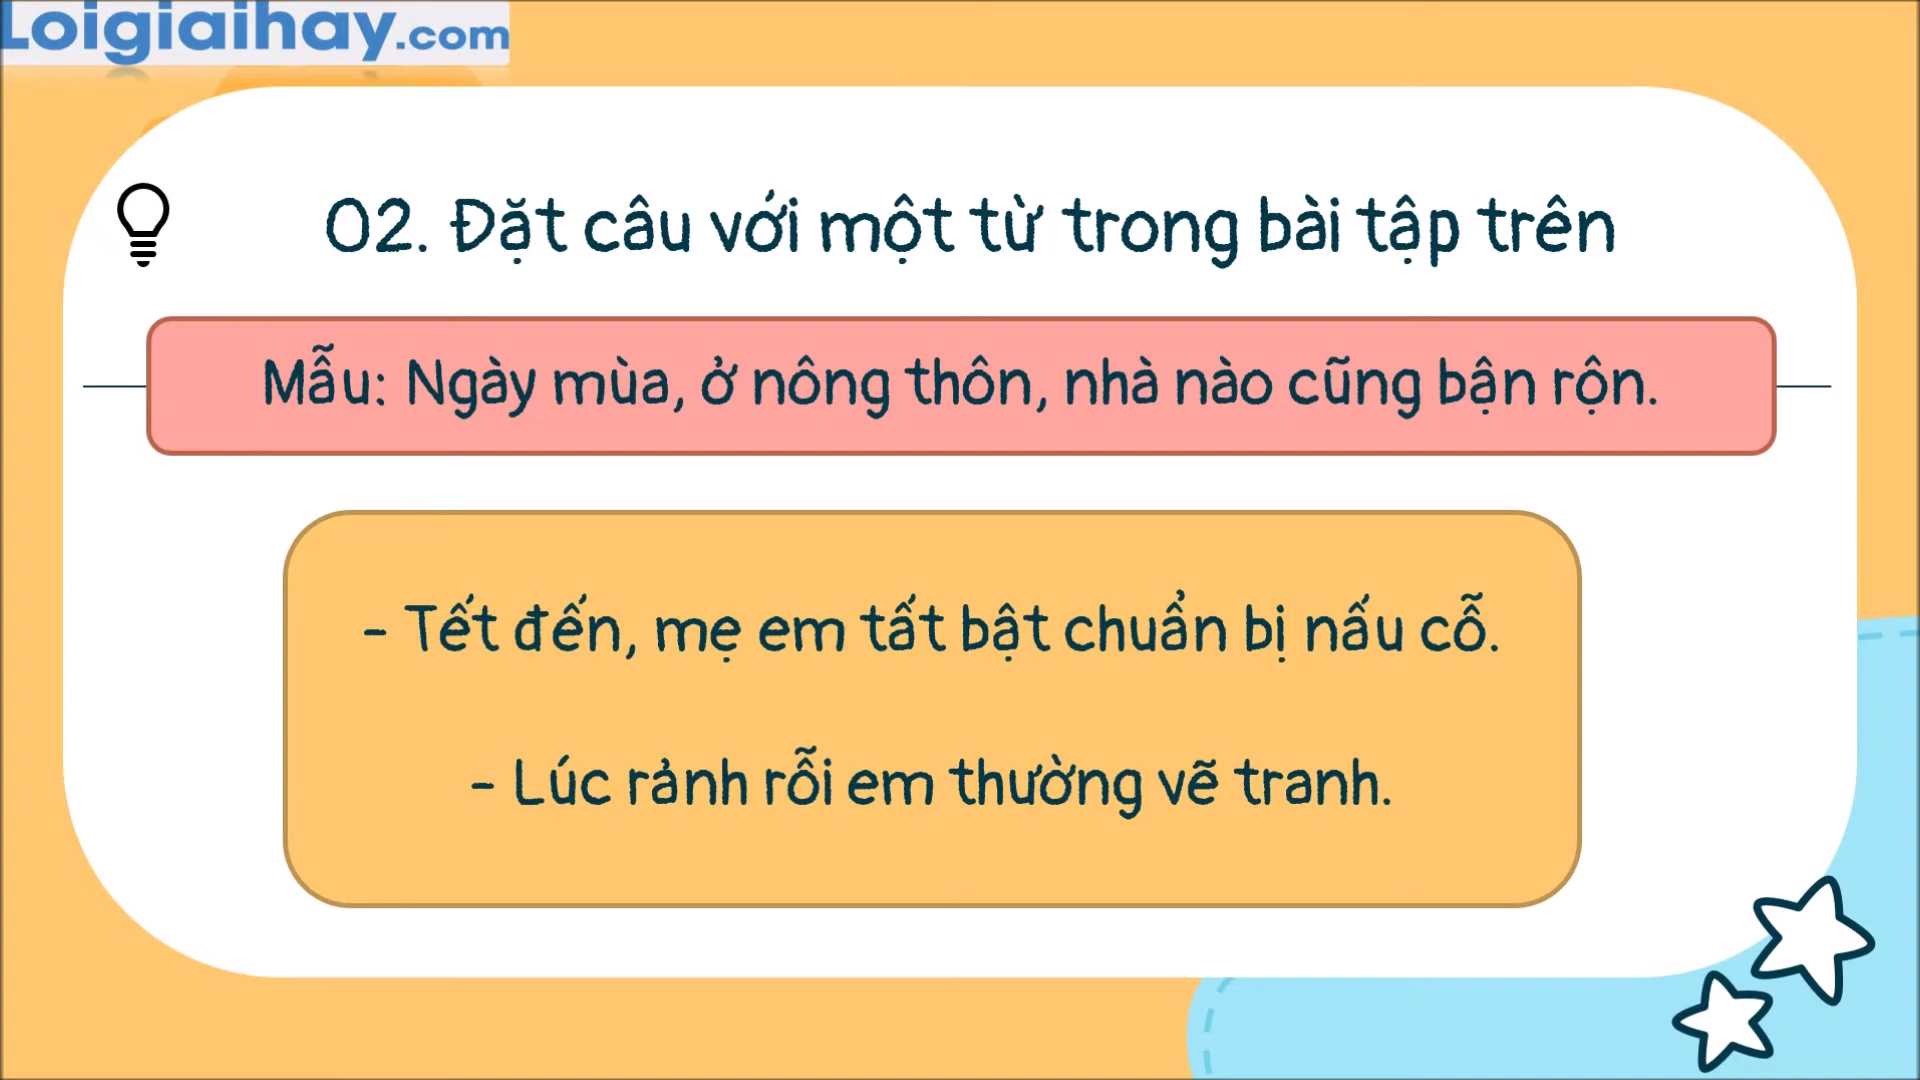 Loigiaihay.com
02. Đặt câu với một từ trong bài tập trên
Mẫu: Ngày mùa, ở nông thôn, nhà nào cũng bận rộn.
- Tết đến, mẹ em tất bật chuẩn bị nấu cỗ.
- Lúc rảnh rỗi em thường vẽ tranh.